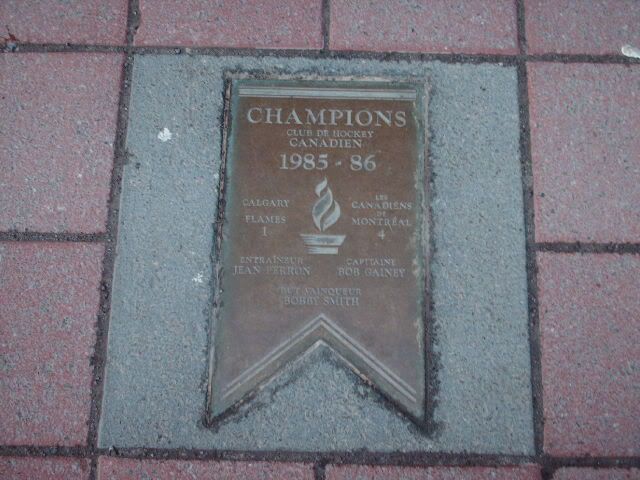 CHAMPIONS
CLUB DE HOCKEY
CANADIEN
1985 - 86
CALGARY
FLAMES
1
LES
CANADIENS
DE
MONTRÉAL
4
ENTRAÎNEUR
JEAN PERRON
CAPITAINE
BOB GAINEY
BUT VAINQUEUR
BOBBY SMITH